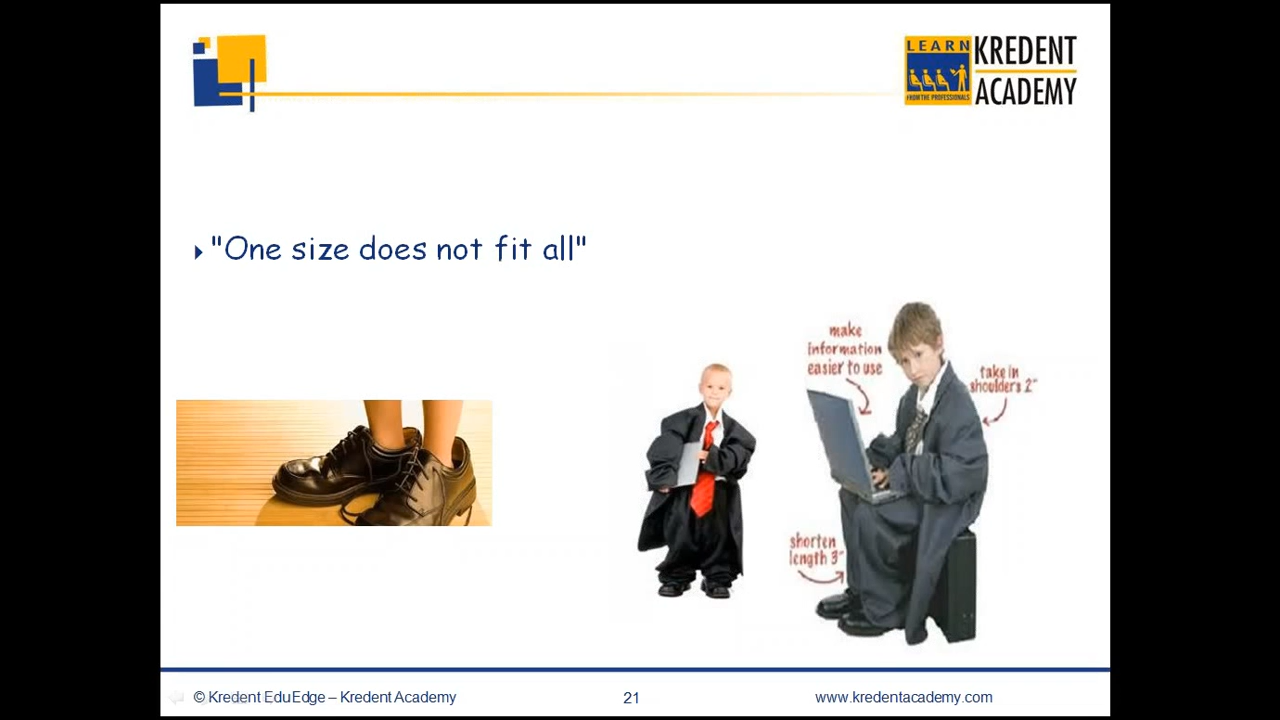 LEARN
FROM THE PROFESSIONALS
KREDENT
ACADEMY
"One size does not fit all"
make
information
easier to use
take in
shoulders 2"
shorten
length 3"
© Kredent EduEdge – Kredent Academy
21
www.kredentacademy.com